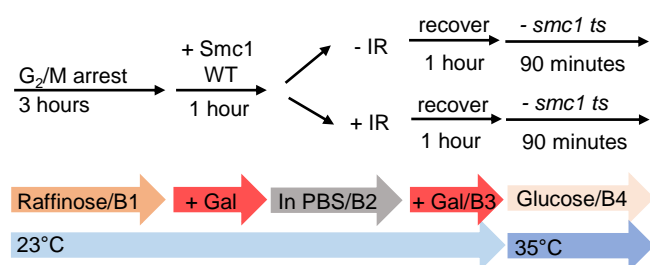 G2/M arrest
3 hours
+ Smc1
WT
1 hour
- IR
recover
1 hour
- smc1 ts
90 minutes
+ IR
recover
1 hour
- smc1 ts
90 minutes
Raffinose/B1
+ Gal
In PBS/B2
+ Gal/B3
Glucose/B4
23°C
35°C